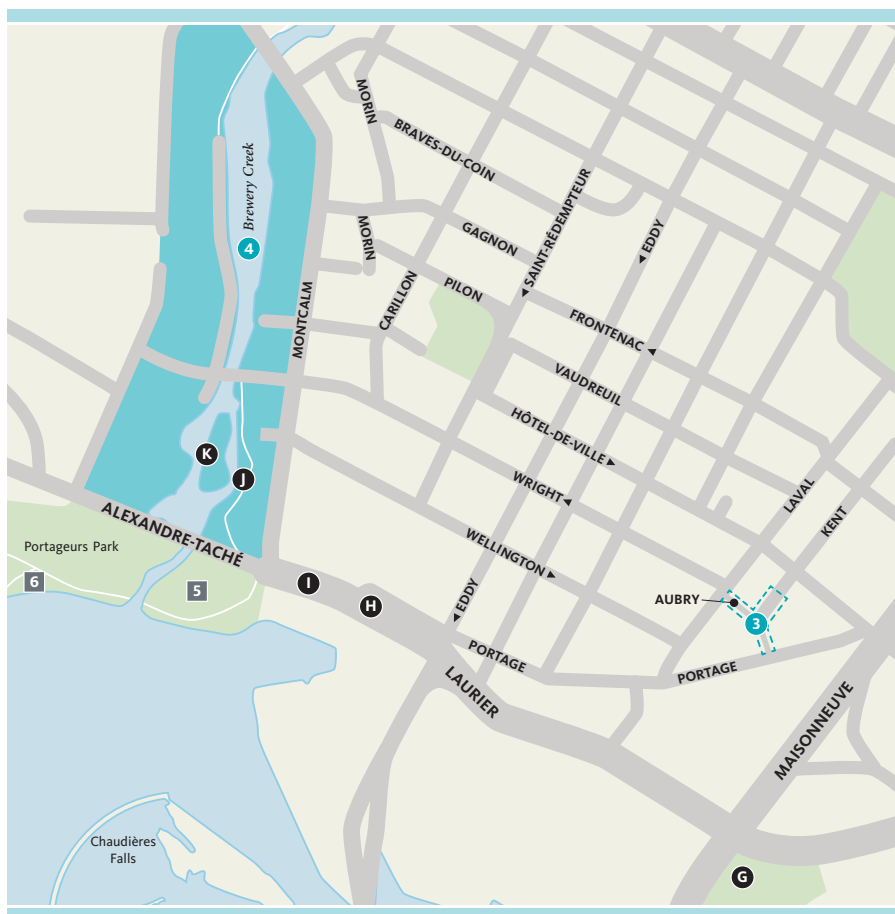 MORIN
BRAVES-DU-COIN
Brewery Creek
4
SAINT-RÉDEMPTEUR
EDDY
MORIN
GAGNON
PILON
CARILLON
MONTCALM
FRONTENAC
VAUDREUIL
HÔTEL-DE-VILLE
K
J
WRIGHT
LAVAL
KENT
ALEXANDRE-TACHÉ
WELLINGTON
Portageurs Park
6
5
I
H
EDDY
AUBRY
3
PORTAGE
PORTAGE
LAURIER
MAISONNEUVE
Chaudières
Falls
G